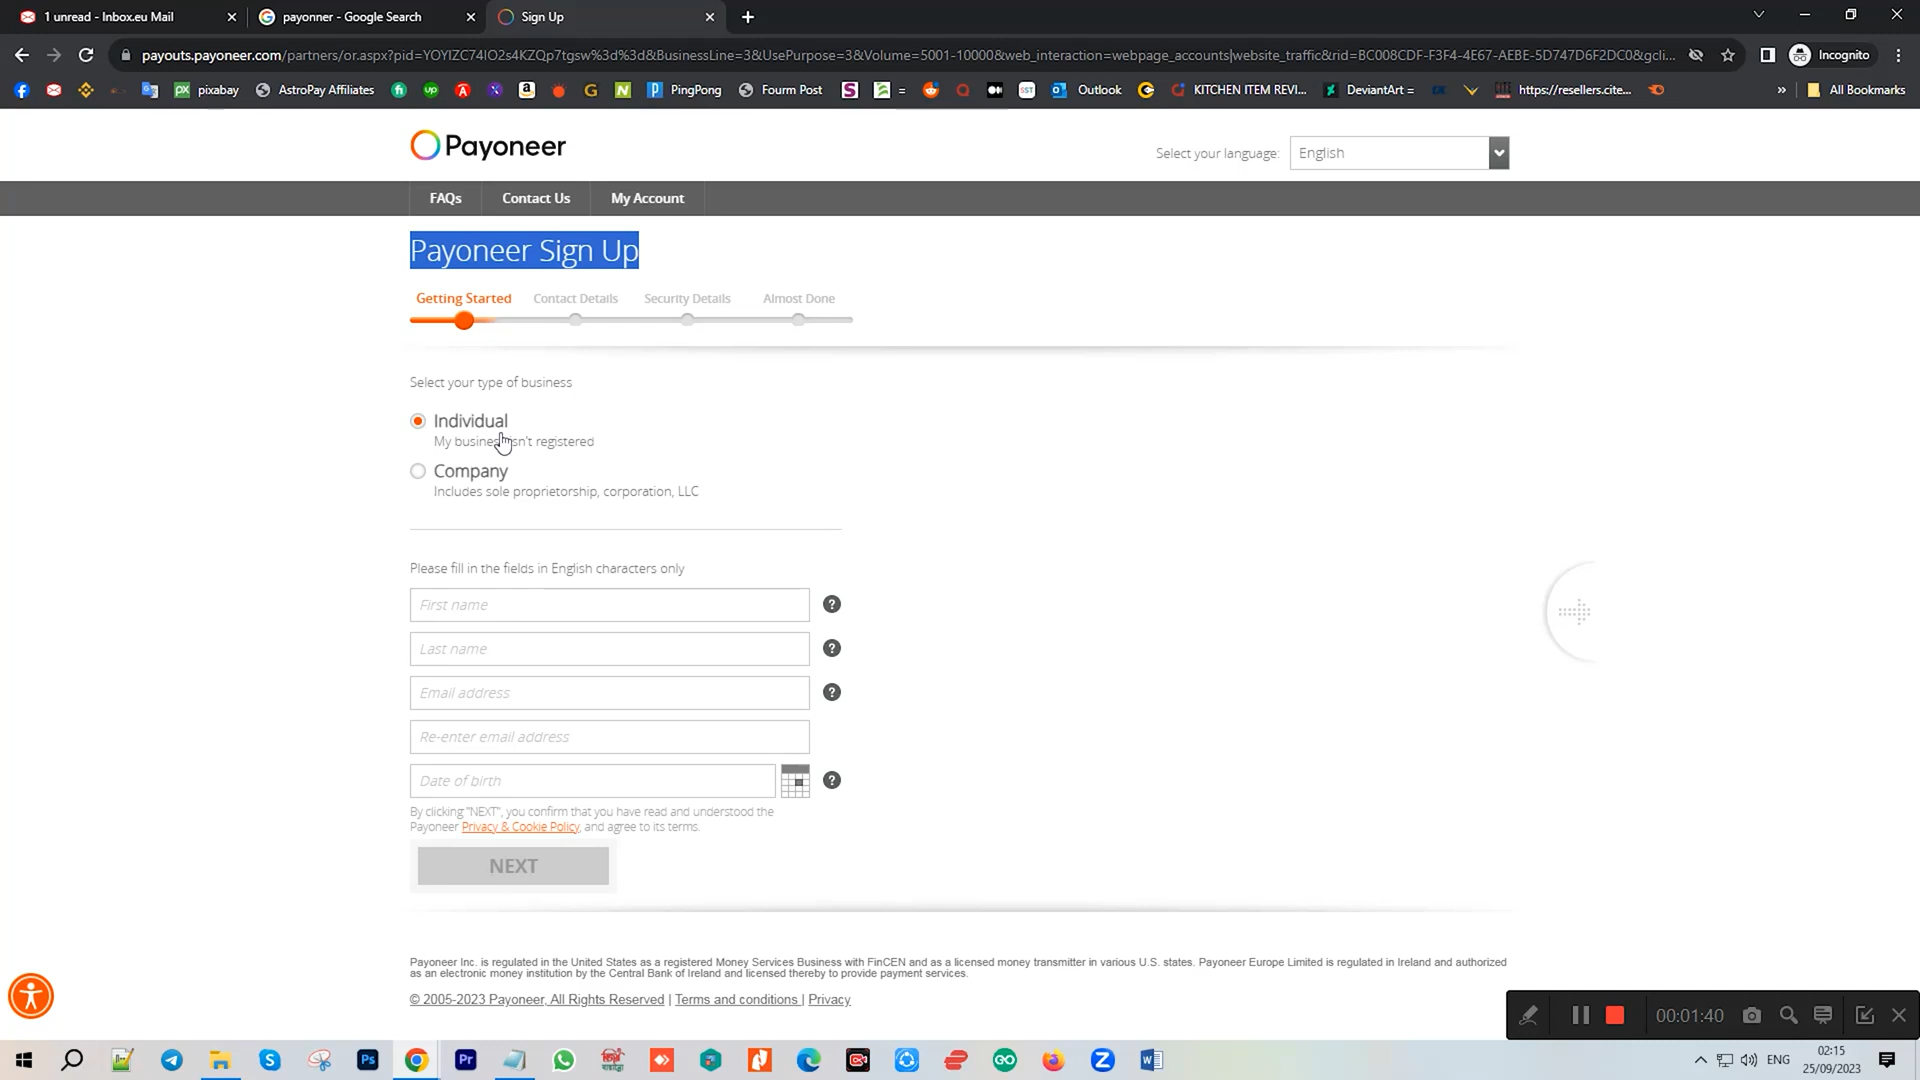 1 unread - Inbox.eu Mail
payonner - Google Search
Sign Up
payouts.payoneer.com/partners/or.aspx?pid=YOYIZC74IO2s4KZQp7tgsw%3d%3d&BusinessLine=3&UsePurpose=3&Volume=5001-10000&web_interaction=webpage_accounts|website_traffic&rid=BC008CDF-F3F4-4E67-AEBE-5D747D6F2DC0&gcli...
Incognito
pixabay
AstroPay Affiliates
PingPong
Fourm Post
=
Outlook
KITCHEN ITEM REVI...
DeviantArt =
https://resellers.cite...
»
All Bookmarks
Payoneer
Select your language:
English
FAQs
Contact Us
My Account
Payoneer Sign Up
Getting Started
Contact Details
Security Details
Almost Done
Select your type of business
Individual
My business isn't registered
Company
Includes sole proprietorship, corporation, LLC
Please fill in the fields in English characters only
First name
Last name
Email address
Re-enter email address
Date of birth
By clicking "NEXT", you confirm that you have read and understood the
Payoneer Privacy & Cookie Policy, and agree to its terms.
NEXT
Payoneer Inc. is regulated in the United States as a registered Money Services Business with FinCEN and as a licensed money transmitter in various U.S. states. Payoneer Europe Limited is regulated in Ireland and authorized
as an electronic money institution by the Central Bank of Ireland and licensed thereby to provide payment services.
© 2005-2023 Payoneer, All Rights Reserved | Terms and conditions | Privacy
00:01:40
ENG
02:15
25/09/2023